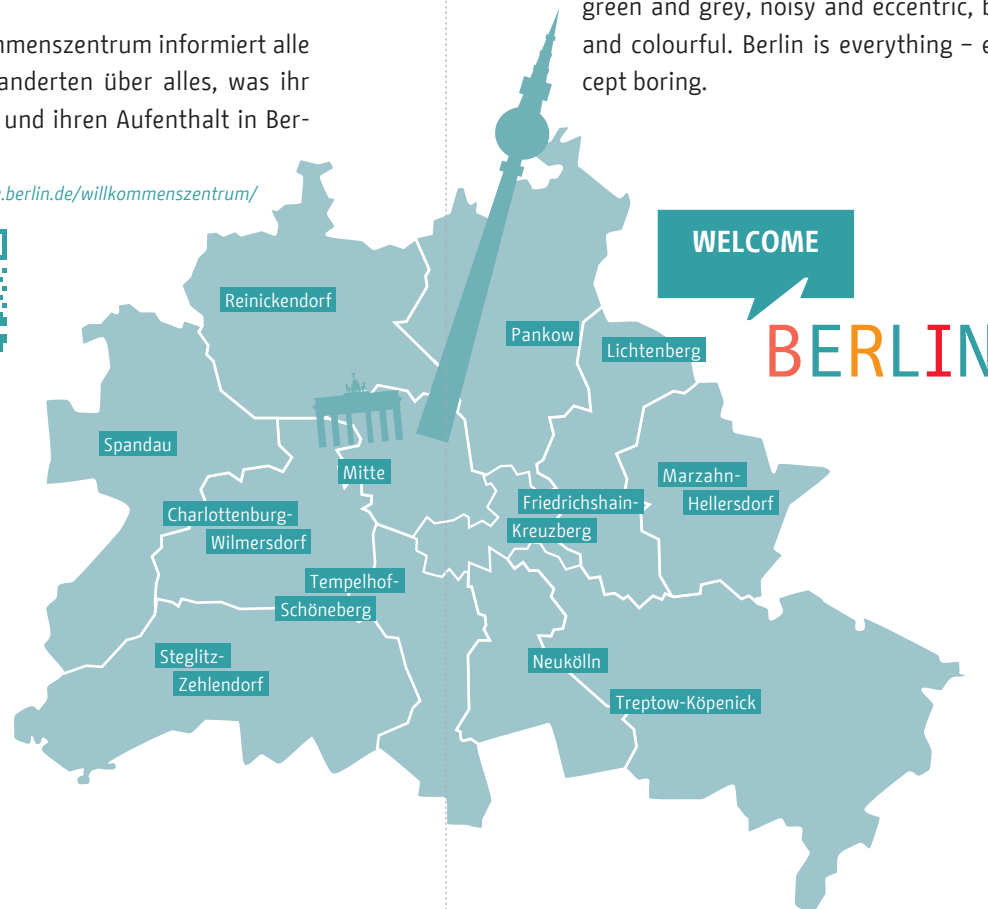 mmenszentrum informiert alle
anderten über alles, was ihr
und ihren Aufenthalt in Ber-
.berlin.de/willkommenszentrum/
green and grey, noisy and eccentric, b
and colourful. Berlin is everything – e
cept boring.
WELCOME
BERLIN
Reinickendorf
Pankow
Lichtenberg
Spandau
Mitte
Marzahn-
Hellersdorf
Charlottenburg-
Wilmersdorf
Friedrichshain-
Kreuzberg
Tempelhof-
Schöneberg
Steglitz-
Zehlendorf
Neukölln
Treptow-Köpenick